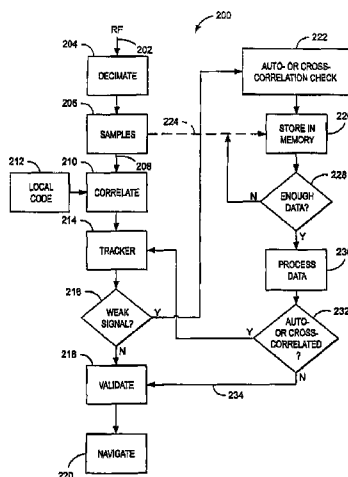 200
RF
202
204
DECIMATE
206
SAMPLES
224
208
212
210
LOCAL
CODE
CORRELATE
214
TRACKER
216
WEAK
SIGNAL?
Y
N
218
VALIDATE
234
NAVIGATE
220
222
AUTO- OR CROSS-
CORRELATION CHECK
STORE IN
MEMORY
228
ENOUGH
DATA?
N
Y
PROCESS
DATA
232
AUTO-
OR CROSS-
CORRELATED
?
Y
N